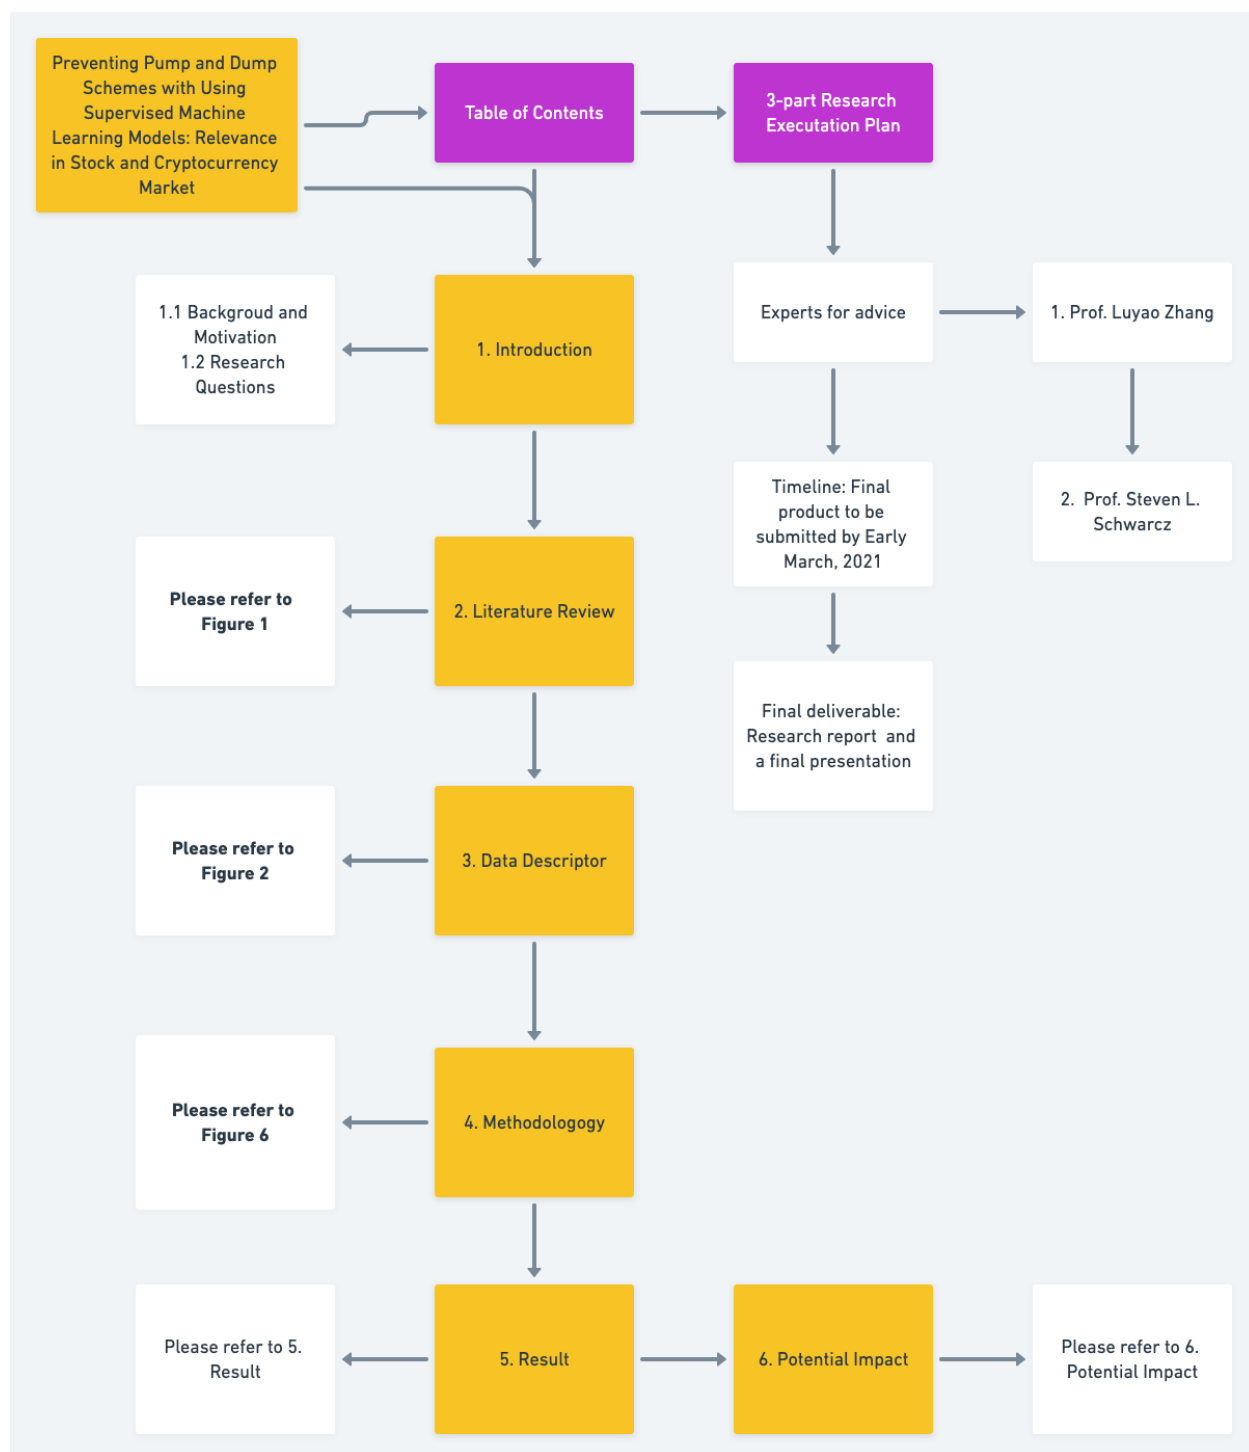 Preventing Pump and Dump
Schemes with Using
Supervised Machine
Learning Models: Relevance
in Stock and Cryptocurrency
Market
Table of Contents
3-part Research
Executation Plan
1.1 Backgroud and
Motivation
1.2 Research
Questions
1. Introduction
Experts for advice
1. Prof. Luyao Zhang
Timeline: Final
product to be
submitted by Early
March, 2021
2. Prof. Steven L.
Schwarcz
Please refer to
Figure 1
2. Literature Review
Final deliverable:
Research report and
a final presentation
Please refer to
Figure 2
3. Data Descriptor
Please refer to
Figure 6
4. Methodologogy
Please refer to 5.
Result
5. Result
6. Potential Impact
Please refer to 6.
Potential Impact